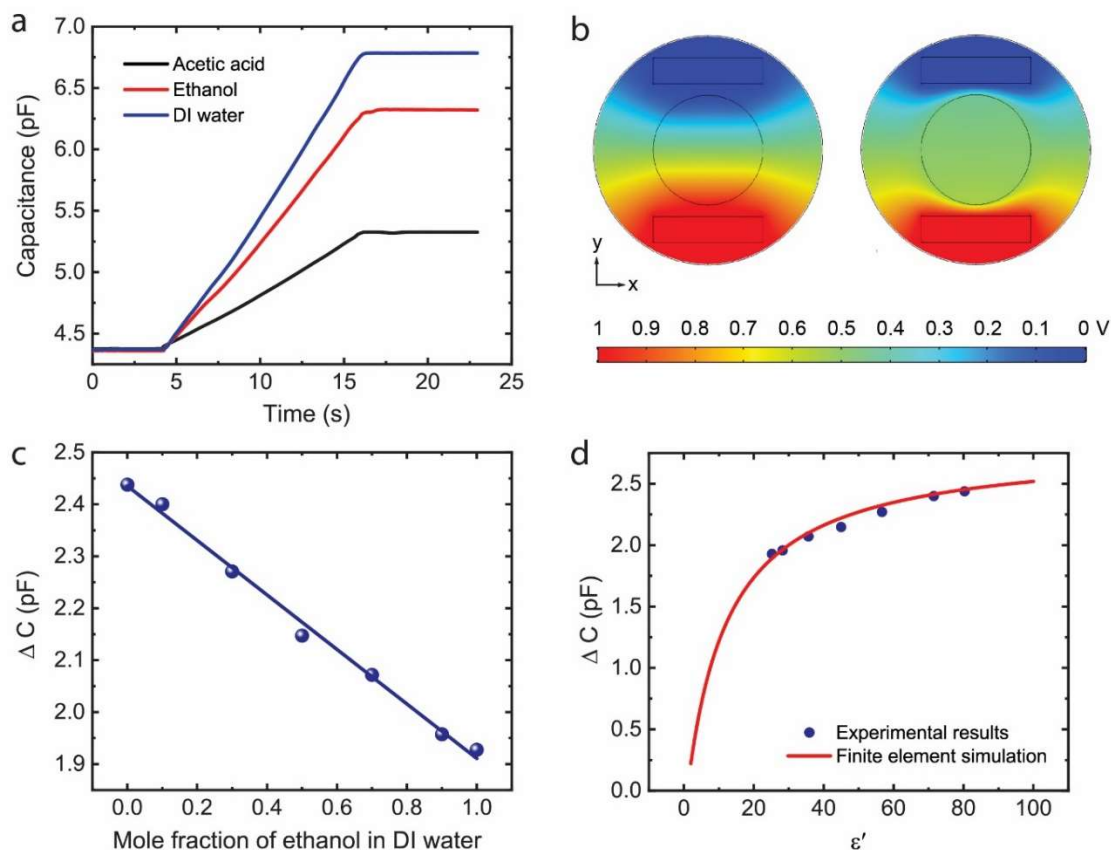 a
7.0
6.5
6.0
5.5
5.0
4.5
Capacitance (pF)
Acetic acid
Ethanol
DI water
0 5 10 15 20 25
Time (s)
b
y
x
1 0.9 0.8 0.7 0.6 0.5 0.4 0.3 0.2 0.1 0 V
c
2.5
2.4
2.3
2.2
2.1
2.0
1.9
Δ C (pF)
0.0 0.2 0.4 0.6 0.8 1.0
Mole fraction of ethanol in DI water
d
2.5
2.0
1.5
1.0
0.5
0.0
Δ C (pF)
Experimental results
Finite element simulation
0 20 40 60 80 100
ε′